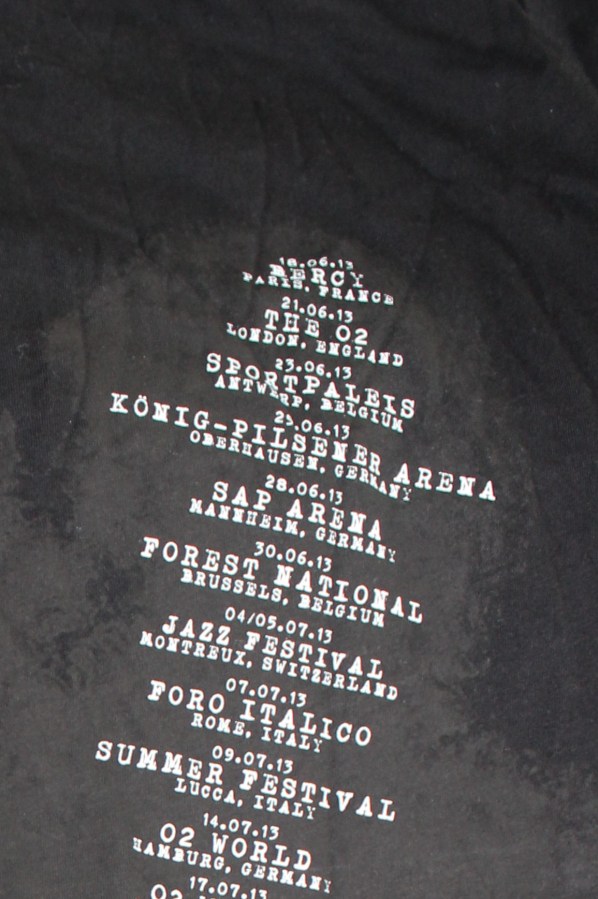 18.06.13
BERCY
PARIS, FRANCE
21.06.13
THE O2
LONDON, ENGLAND
23.06.13
SPORTPALEIS
ANTWERP, BELGIUM
25.06.13
KÖNIG-PILSENER ARENA
OBERHAUSEN, GERMANY
28.06.13
SAP ARENA
MANNHEIM, GERMANY
30.06.13
FOREST NATIONAL
BRUSSELS, BELGIUM
04/05.07.13
JAZZ FESTIVAL
MONTREUX, SWITZERLAND
07.07.13
FORO ITALICO
ROME, ITALY
09.07.13
SUMMER FESTIVAL
LUCCA, ITALY
14.07.13
O2 WORLD
HAMBURG, GERMANY
17.07.13
O2